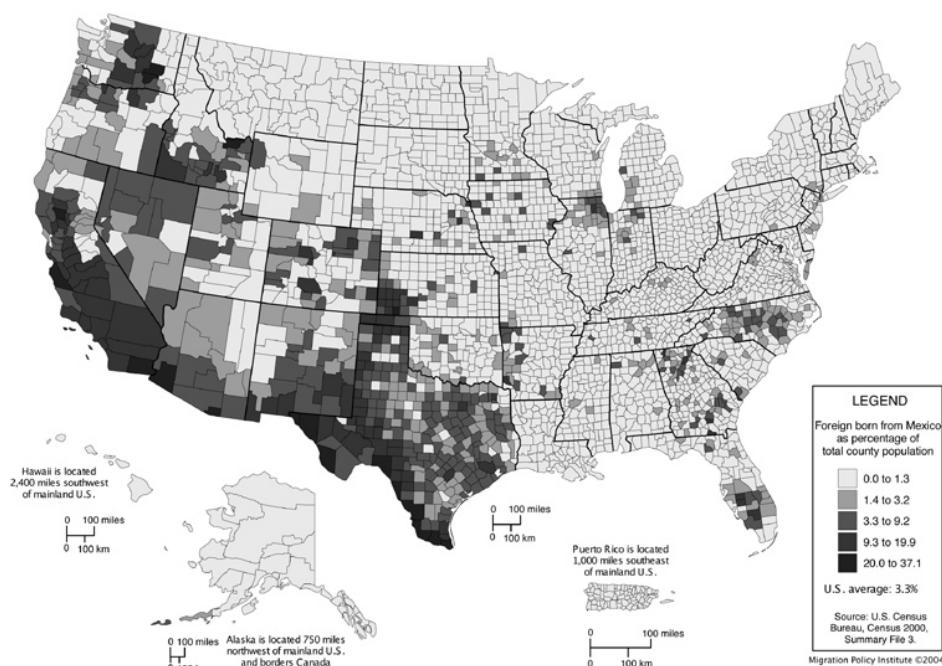 Hawaii is located
2,400 miles southwest
of mainland U.S.
0 100 miles
0 100 km
0 100 miles
0 100 km
Puerto Rico is located
1,000 miles southeast
of mainland U.S.
0 100 miles
0 100 km
0 100 miles
0 100 km
Alaska is located 750 miles
northwest of mainland U.S.
and borders Canada
LEGEND
Foreign born from Mexico
as percentage of
total county population
0.0 to 1.3
1.4 to 3.2
3.3 to 9.2
9.3 to 19.9
20.0 to 37.1
U.S. average: 3.3%
Source: U.S. Census
Bureau, Census 2000,
Summary File 3.
Migration Policy Institute ©2004